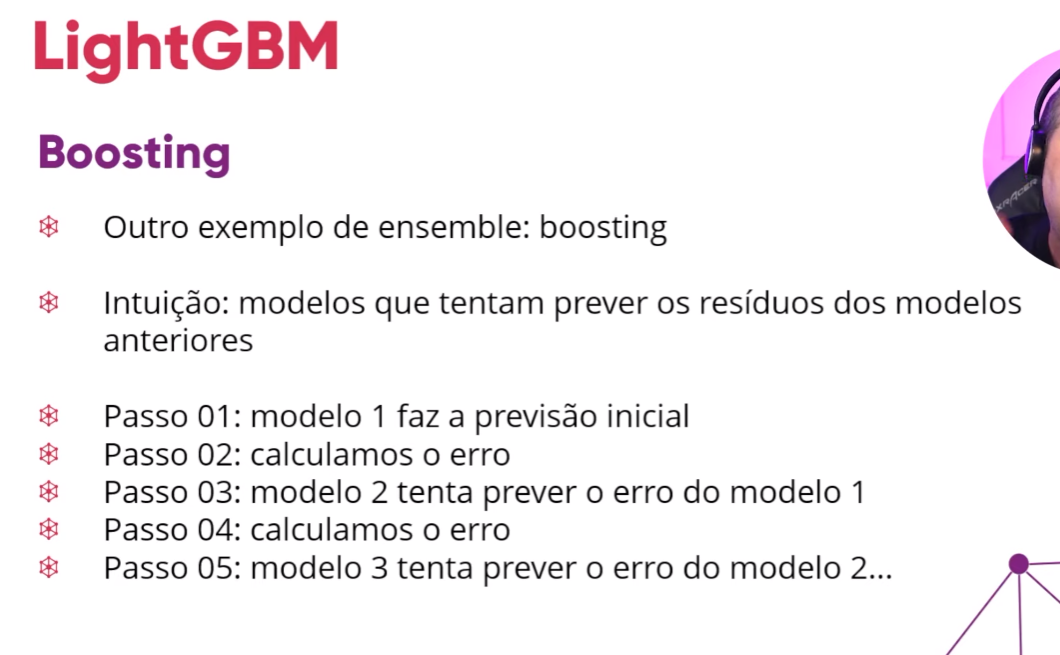 LightGBM
Boosting
Outro exemplo de ensemble: boosting
Intuição: modelos que tentam prever os resíduos dos modelos
anteriores
Passo 01: modelo 1 faz a previsão inicial
Passo 02: calculamos o erro
Passo 03: modelo 2 tenta prever o erro do modelo 1
Passo 04: calculamos o erro
Passo 05: modelo 3 tenta prever o erro do modelo 2...
XRACER